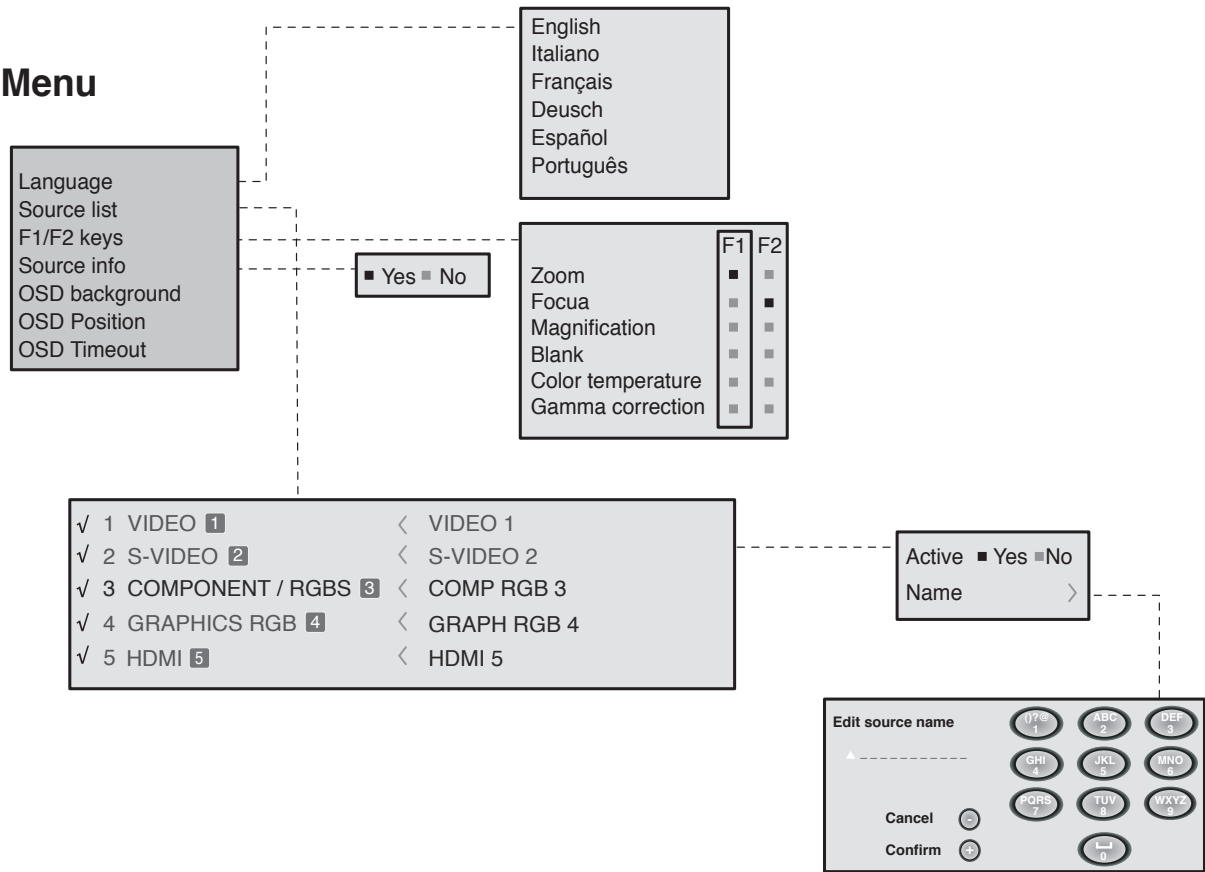 Menu
Language
Source list
F1/F2 keys
Source info
OSD background
OSD Position
OSD Timeout
English
Italiano
Français
Deusch
Español
Português
F1 F2
Zoom
Focua
Magnification
Blank
Color temperature
Gamma correction
■ Yes ■ No
√ 1 VIDEO 1 〈 VIDEO 1
√ 2 S-VIDEO 2 〈 S-VIDEO 2
√ 3 COMPONENT / RGBS 3 〈 COMP RGB 3
√ 4 GRAPHICS RGB 4 〈 GRAPH RGB 4
√ 5 HDMI 5 〈 HDMI 5
Active ■ Yes ■No
Name 〉
Edit source name
()?@ ABC DEF
1 2 3
GHI JKL MNO
4 5 6
PQRS TUV WXYZ
7 8 9
Cancel -
Confirm +
0